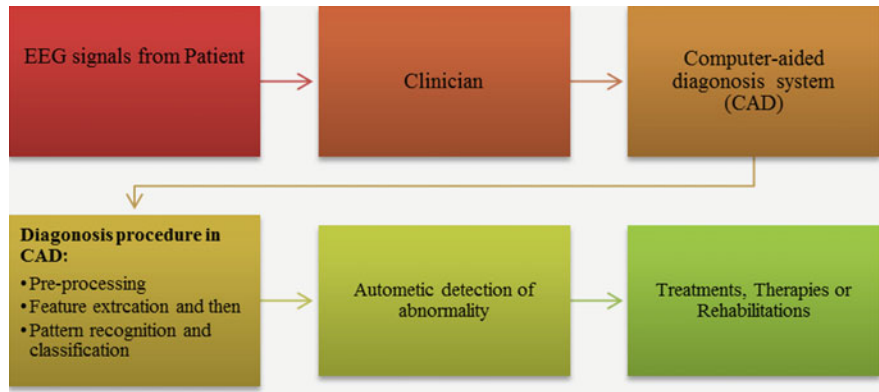 EEG signals from Patient
Clinician
Computer-aided
diagonosis system
(CAD)
Diagonosis procedure in
CAD:
•Pre-processing
•Feature extrcation and then
•Pattern recognition and
classification
Autometic detection of
abnormality
Treatments, Therapies or
Rehabilitations